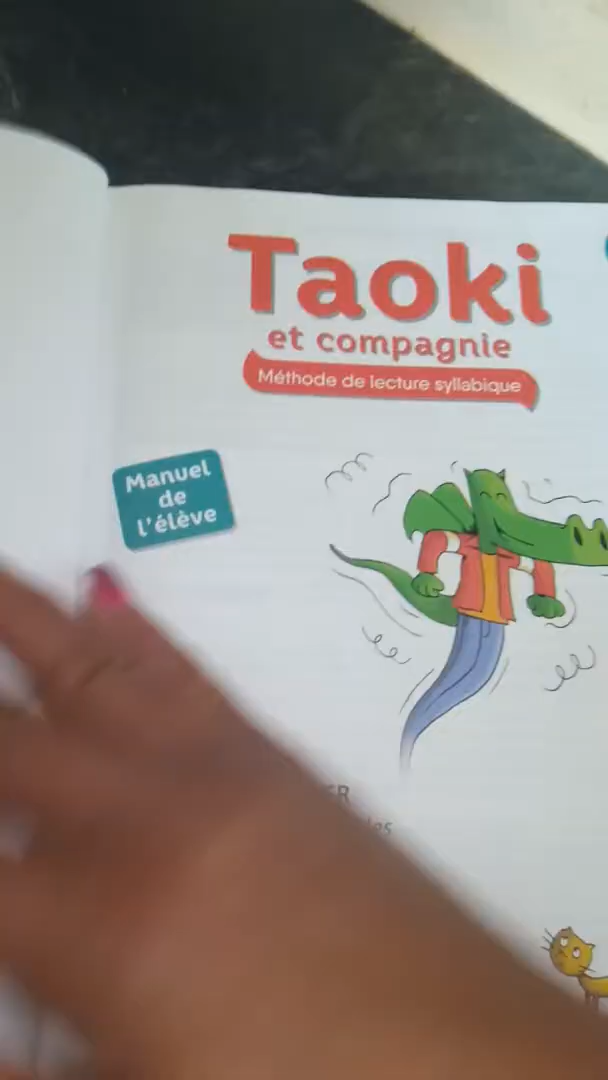 Taoki
et compagnie
Méthode de lecture syllabique
Manuel
de
l'élève